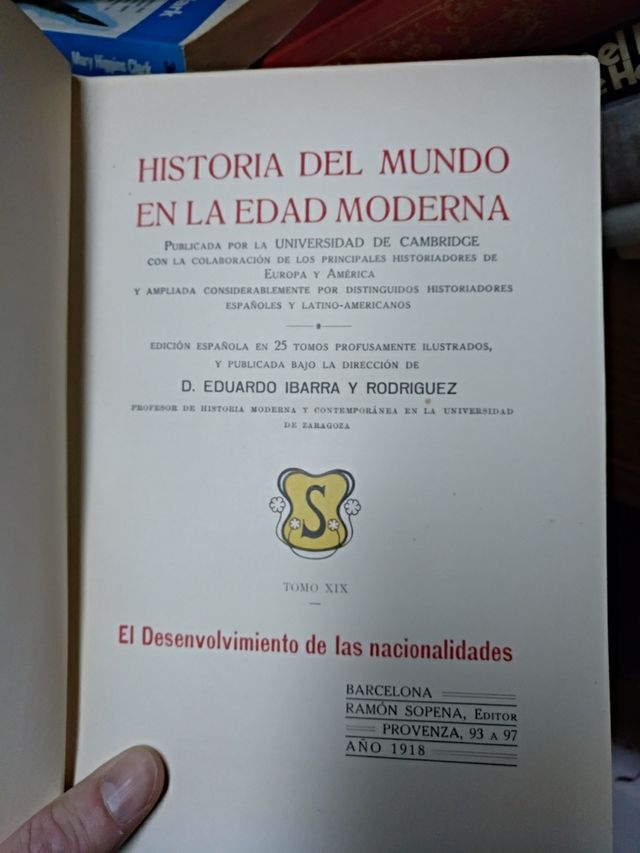 Mary Higgins Clark
HISTORIA DEL MUNDO
EN LA EDAD MODERNA
PUBLICADA POR LA UNIVERSIDAD DE CAMBRIDGE
CON LA COLABORACIÓN DE LOS PRINCIPALES HISTORIADORES DE
EUROPA Y AMÉRICA
Y AMPLIADA CONSIDERABLEMENTE POR DISTINGUIDOS HISTORIADORES
ESPAÑOLES Y LATINO-AMERICANOS
EDICIÓN ESPAÑOLA EN 25 TOMOS PROFUSAMENTE ILUSTRADOS,
Y PUBLICADA BAJO LA DIRECCIÓN DE
D. EDUARDO IBARRA Y RODRIGUEZ
PROFESOR DE HISTORIA MODERNA Y CONTEMPORÁNEA EN LA UNIVERSIDAD
DE ZARAGOZA
S
TOMO XIX
El Desenvolvimiento de las nacionalidades
BARCELONA
RAMÓN SOPENA, EDITOR
PROVENZA, 93 A 97
AÑO 1918